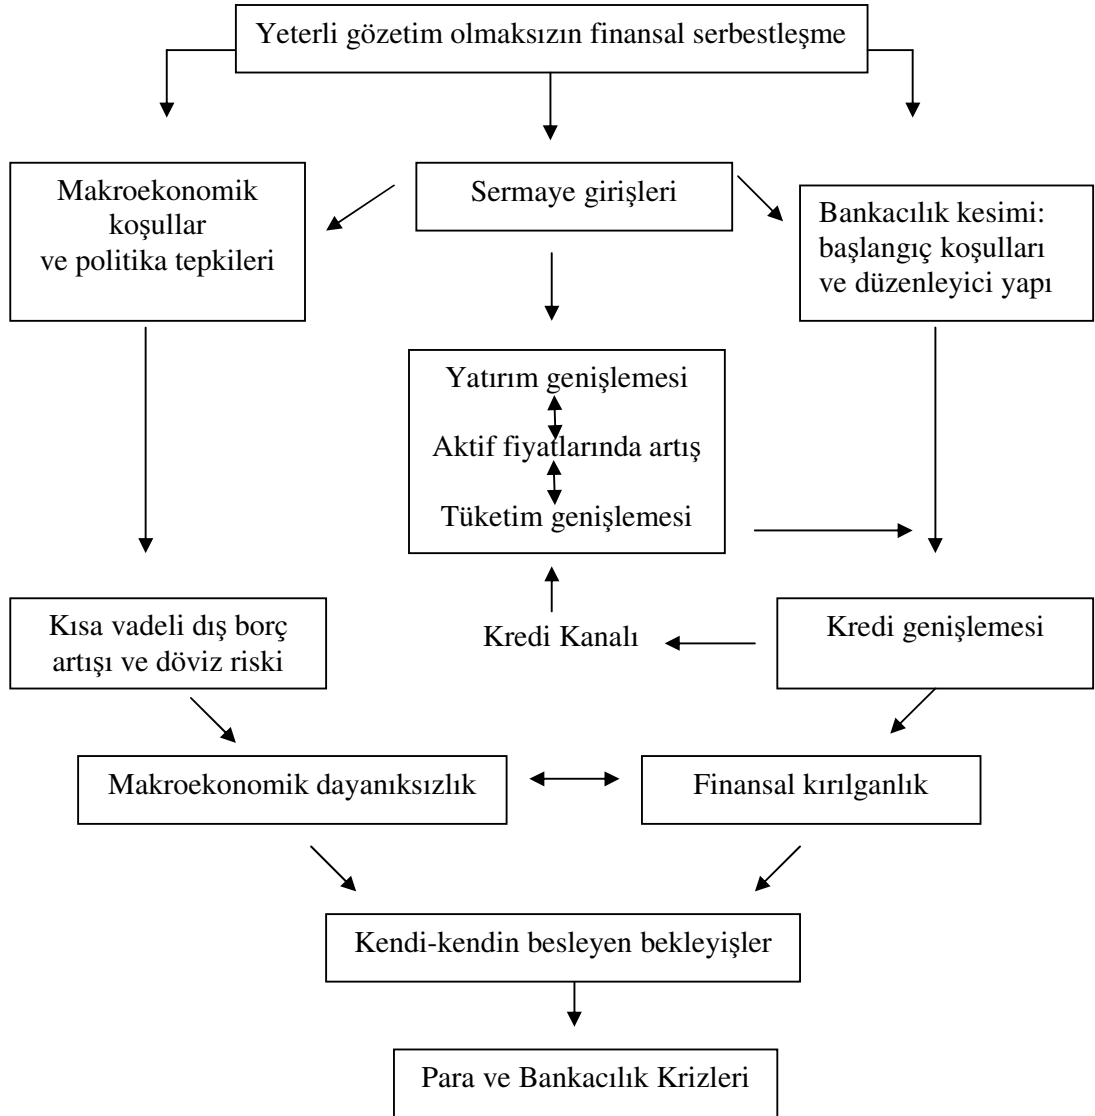 Yeterli gözetim olmaksızın finansal serbestleşme
Makroekonomik
koşullar
ve politika tepkileri
Sermaye girişleri
Bankacılık kesimi:
başlangıç koşulları
ve düzenleyici yapı
Yatırım genişlemesi
Aktif fiyatlarında artış
Tüketim genişlemesi
Kısa vadeli dış borç
artışı ve döviz riski
Kredi Kanalı
Kredi genişlemesi
Makroekonomik dayanıksızlık
Finansal kırılganlık
Kendi-kendin besleyen bekleyişler
Para ve Bankacılık Krizleri